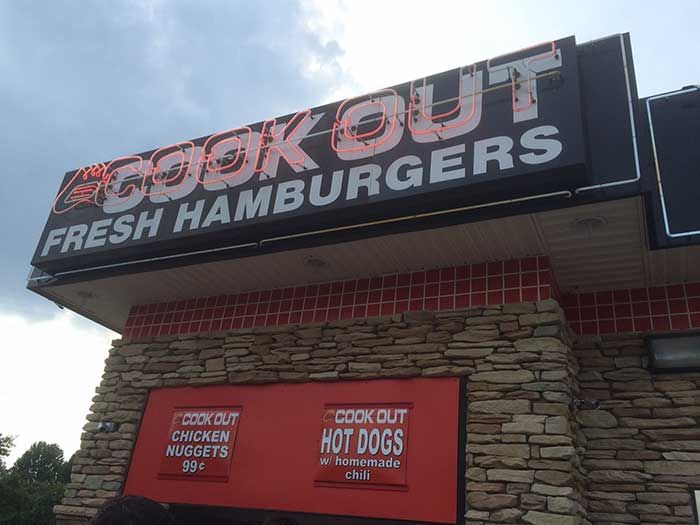 COOK OUT
FRESH HAMBURGERS
COOK OUT
CHICKEN
NUGGETS
99¢
COOK OUT
HOT DOGS
w/ homemade
chili